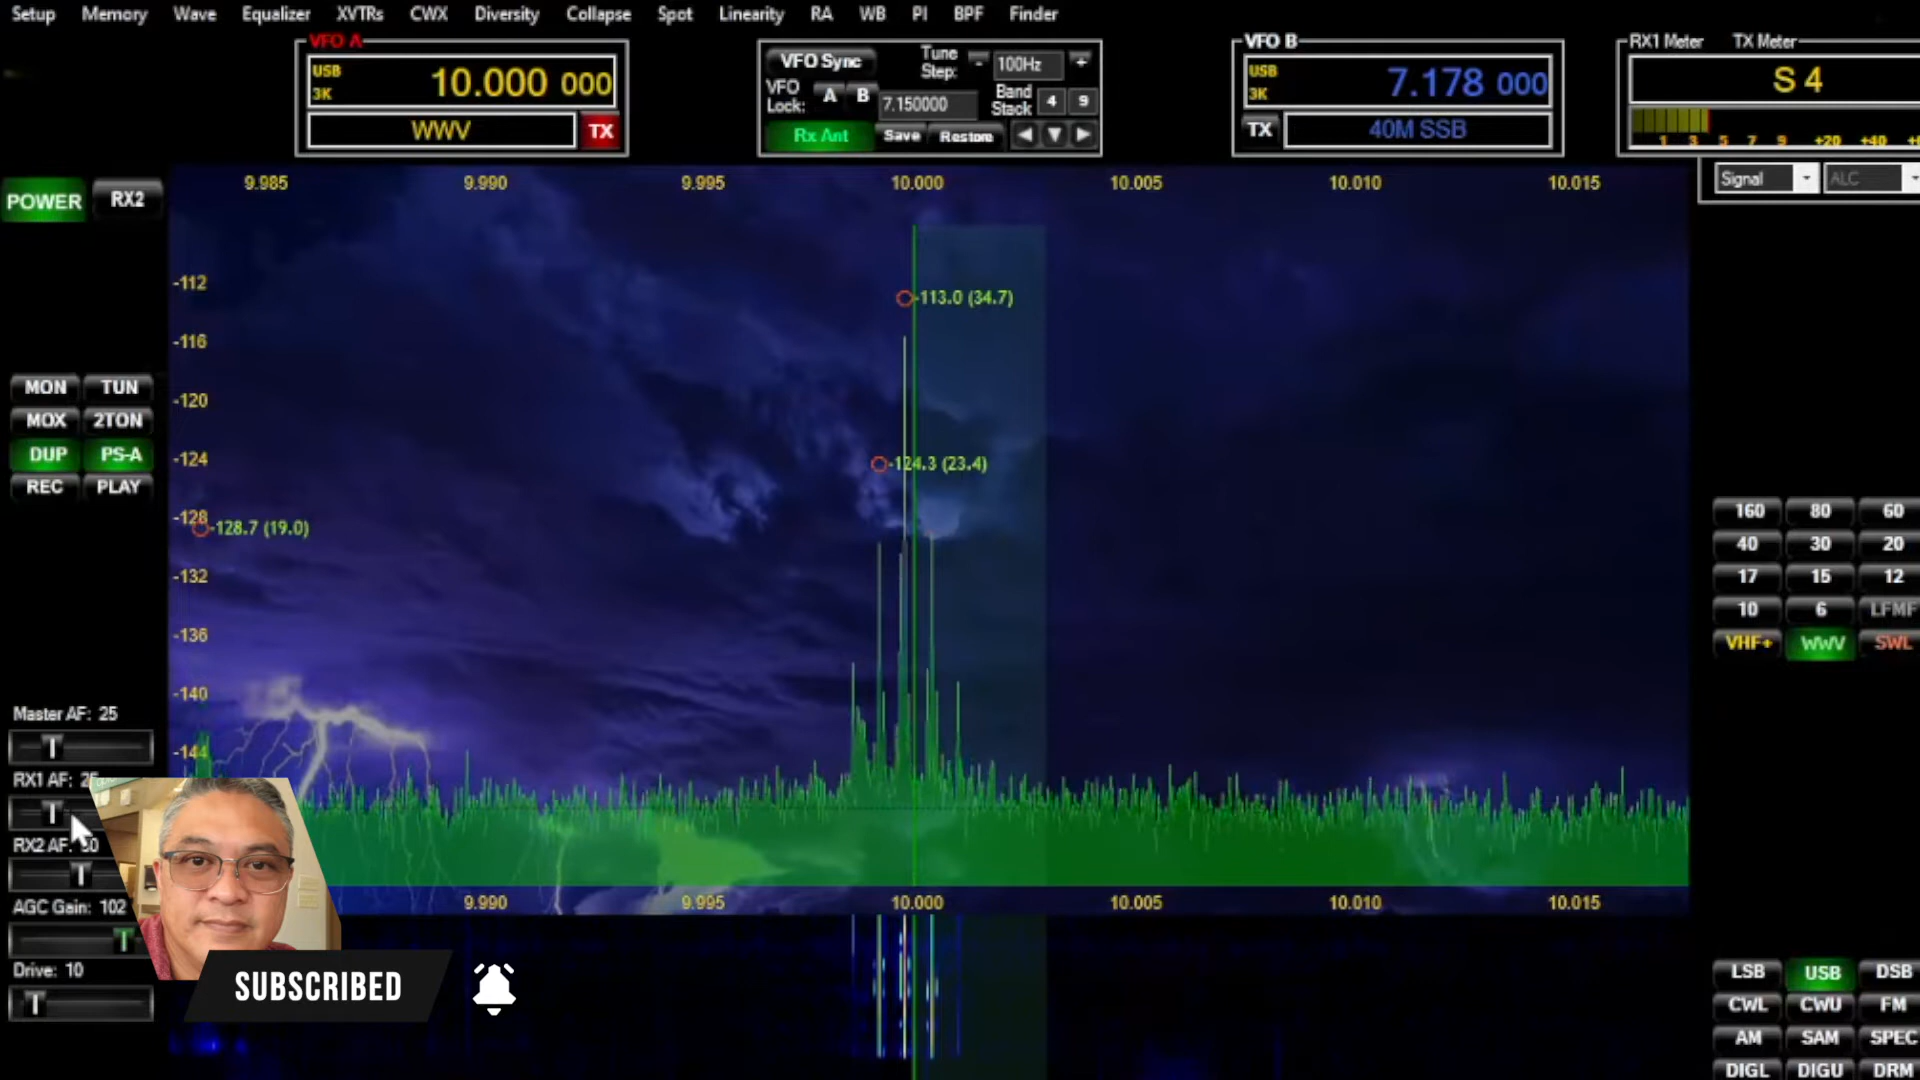 Setup Memory Wave Equalizer XVTRs CWX Diversity Collapse Spot Linearity RA WB PI BPF Finder
VFO A
USB
3K
10.000 000
WWV
TX
VFO Sync
Tune Step:
-
100Hz
+
VFO Lock:
A
B
7.150000
Band Stack
4
9
Rx Ant
Save
Restore
VFO B
USB
3K
7.178 000
TX
40M SSB
RX1 Meter TX Meter
S 4
1 3 5 7 9 +20 +40
Signal
ALC
POWER
RX2
9.985 9.990 9.995 10.000 10.005 10.010 10.015
-112
-113.0 (34.7)
-116
-120
-124
-124.3 (23.4)
-128
-128.7 (19.0)
-132
-136
-140
-144
MON TUN
MOX 2TON
DUP PS-A
REC PLAY
160 80 60
40 30 20
17 15 12
10 6 LFMF
VHF+ WWV SWL
Master AF: 25
RX1 AF: 25
RX2 AF:
AGC Gain: 102
Drive: 10
9.990 9.995 10.000 10.005 10.010 10.015
SUBSCRIBED
LSB USB DSB
CWL CWU FM
AM SAM SPEC
DIGL DIGU DRM